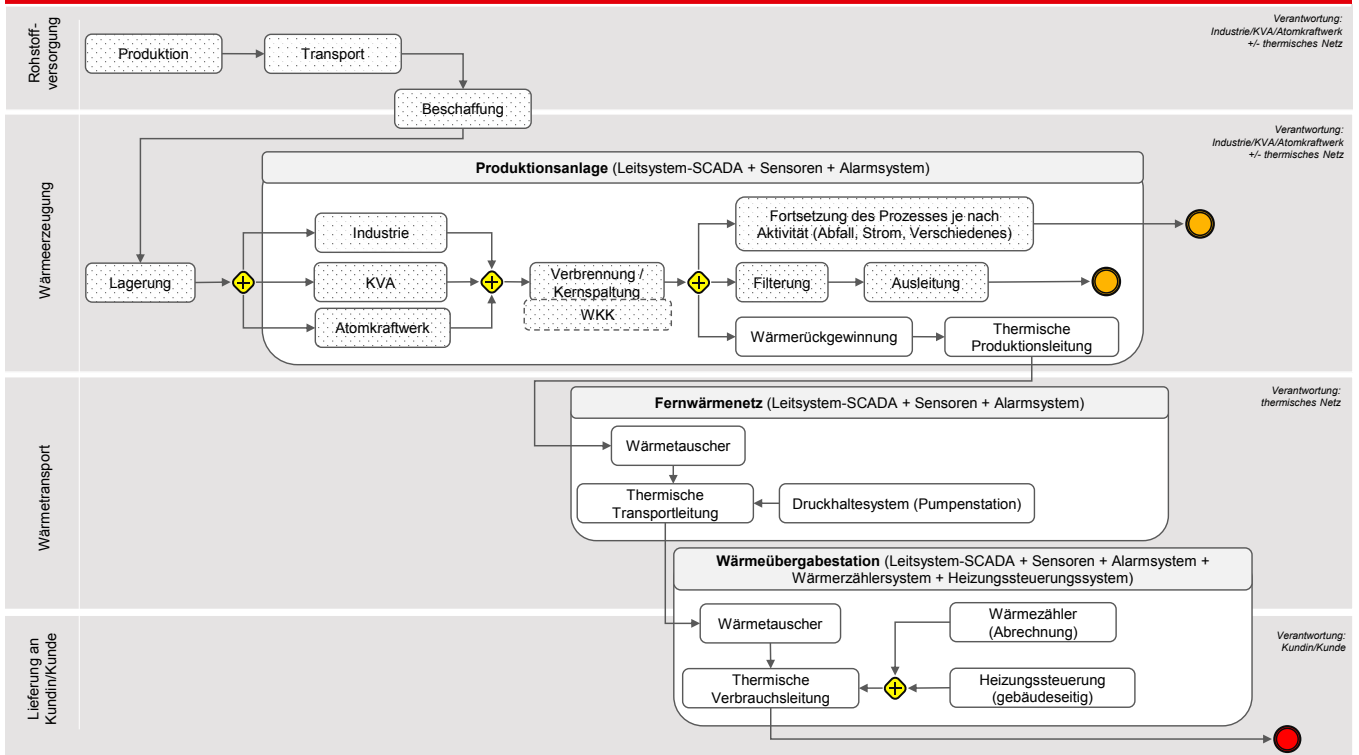 Rohstoff-
versorgung
Verantwortung:
Industrie/KVA/Atomkraftwerk
+/- thermisches Netz
Produktion
Transport
Beschaffung
Wärmeerzeugung
Verantwortung:
Industrie/KVA/Atomkraftwerk
+/- thermisches Netz
Produktionsanlage (Leitsystem-SCADA + Sensoren + Alarmsystem)
Lagerung
Industrie
KVA
Atomkraftwerk
Verbrennung /
Kernspaltung
WKK
Fortsetzung des Prozesses je nach
Aktivität (Abfall, Strom, Verschiedenes)
Filterung
Ausleitung
Wärmerückgewinnung
Thermische
Produktionsleitung
Wärmetransport
Verantwortung:
thermisches Netz
Fernwärmenetz (Leitsystem-SCADA + Sensoren + Alarmsystem)
Wärmetauscher
Thermische
Transportleitung
Druckhaltesystem (Pumpenstation)
Wärmeübergabestation (Leitsystem-SCADA + Sensoren + Alarmsystem +
Wärmerzählersystem + Heizungssteuerungssystem)
Lieferung an
Kundin/Kunde
Verantwortung:
Kundin/Kunde
Wärmetauscher
Wärmezähler
(Abrechnung)
Thermische
Verbrauchsleitung
Heizungssteuerung
(gebäudeseitig)